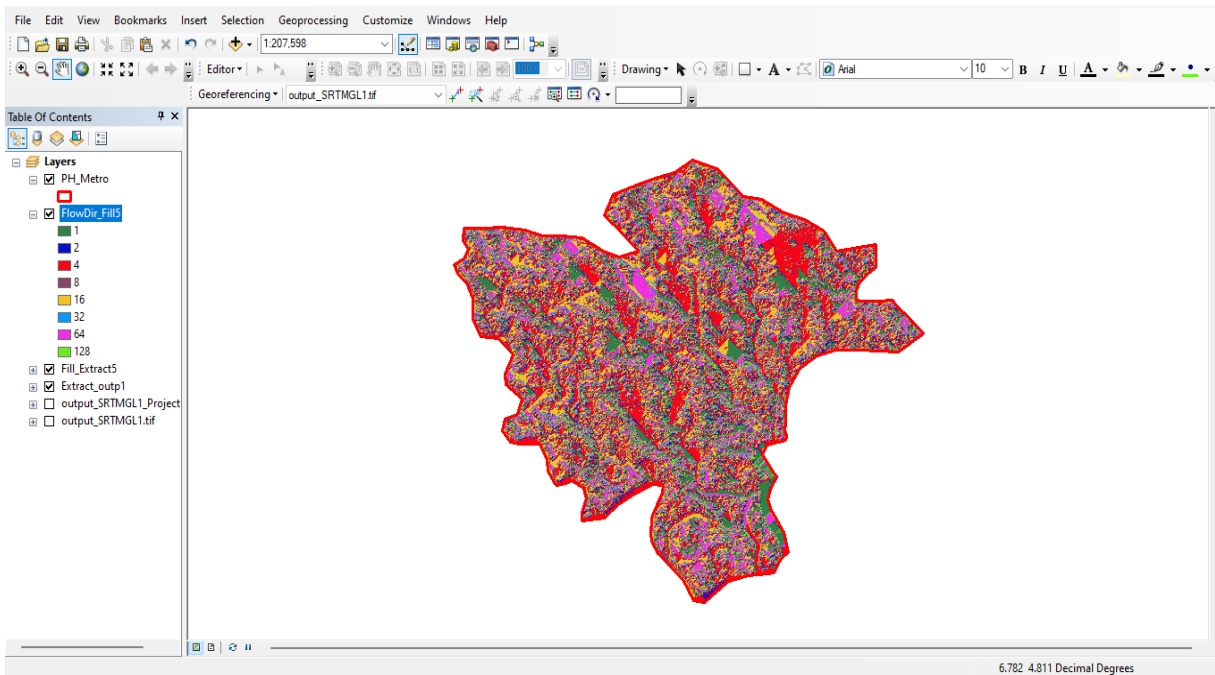 File Edit View Bookmarks Insert Selection Geoprocessing Customize Windows Help
1:207,598
Editor 100% Drawing A Arial 10 B I U A
Georeferencing output_SRTMGL1.tif
Table Of Contents
Layers
PH_Metro
FlowDir_Fill5
1
2
4
8
16
32
64
128
Fill_Extract5
Extract_outp1
output_SRTMGL1_Project
output_SRTMGL1.tif
6.782 4.811 Decimal Degrees